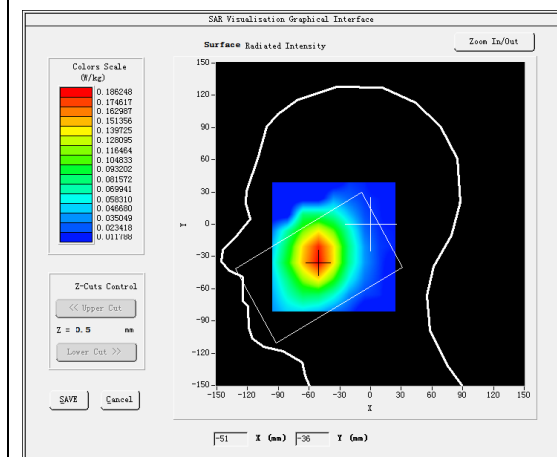 SAR Visualisation Graphical Interface
Surface Radiated Intensity
Zoom In/Out
Colors Scale
(W/kg)
0.186248
0.174617
0.162987
0.151356
0.139725
0.128095
0.116464
0.104833
0.093202
0.081572
0.069941
0.058310
0.046680
0.035049
0.023418
0.011788
150
120
90
60
30
0
-30
-60
-90
-120
-150
Y
-150 -120 -90 -60 -30 0 30 60 90 120 150
X
Z-Cuts Control
<< Upper Cut
Z = 0.5 mm
Lower Cut >>
SAVE Cancel
-51 X (mm) -36 Y (mm)